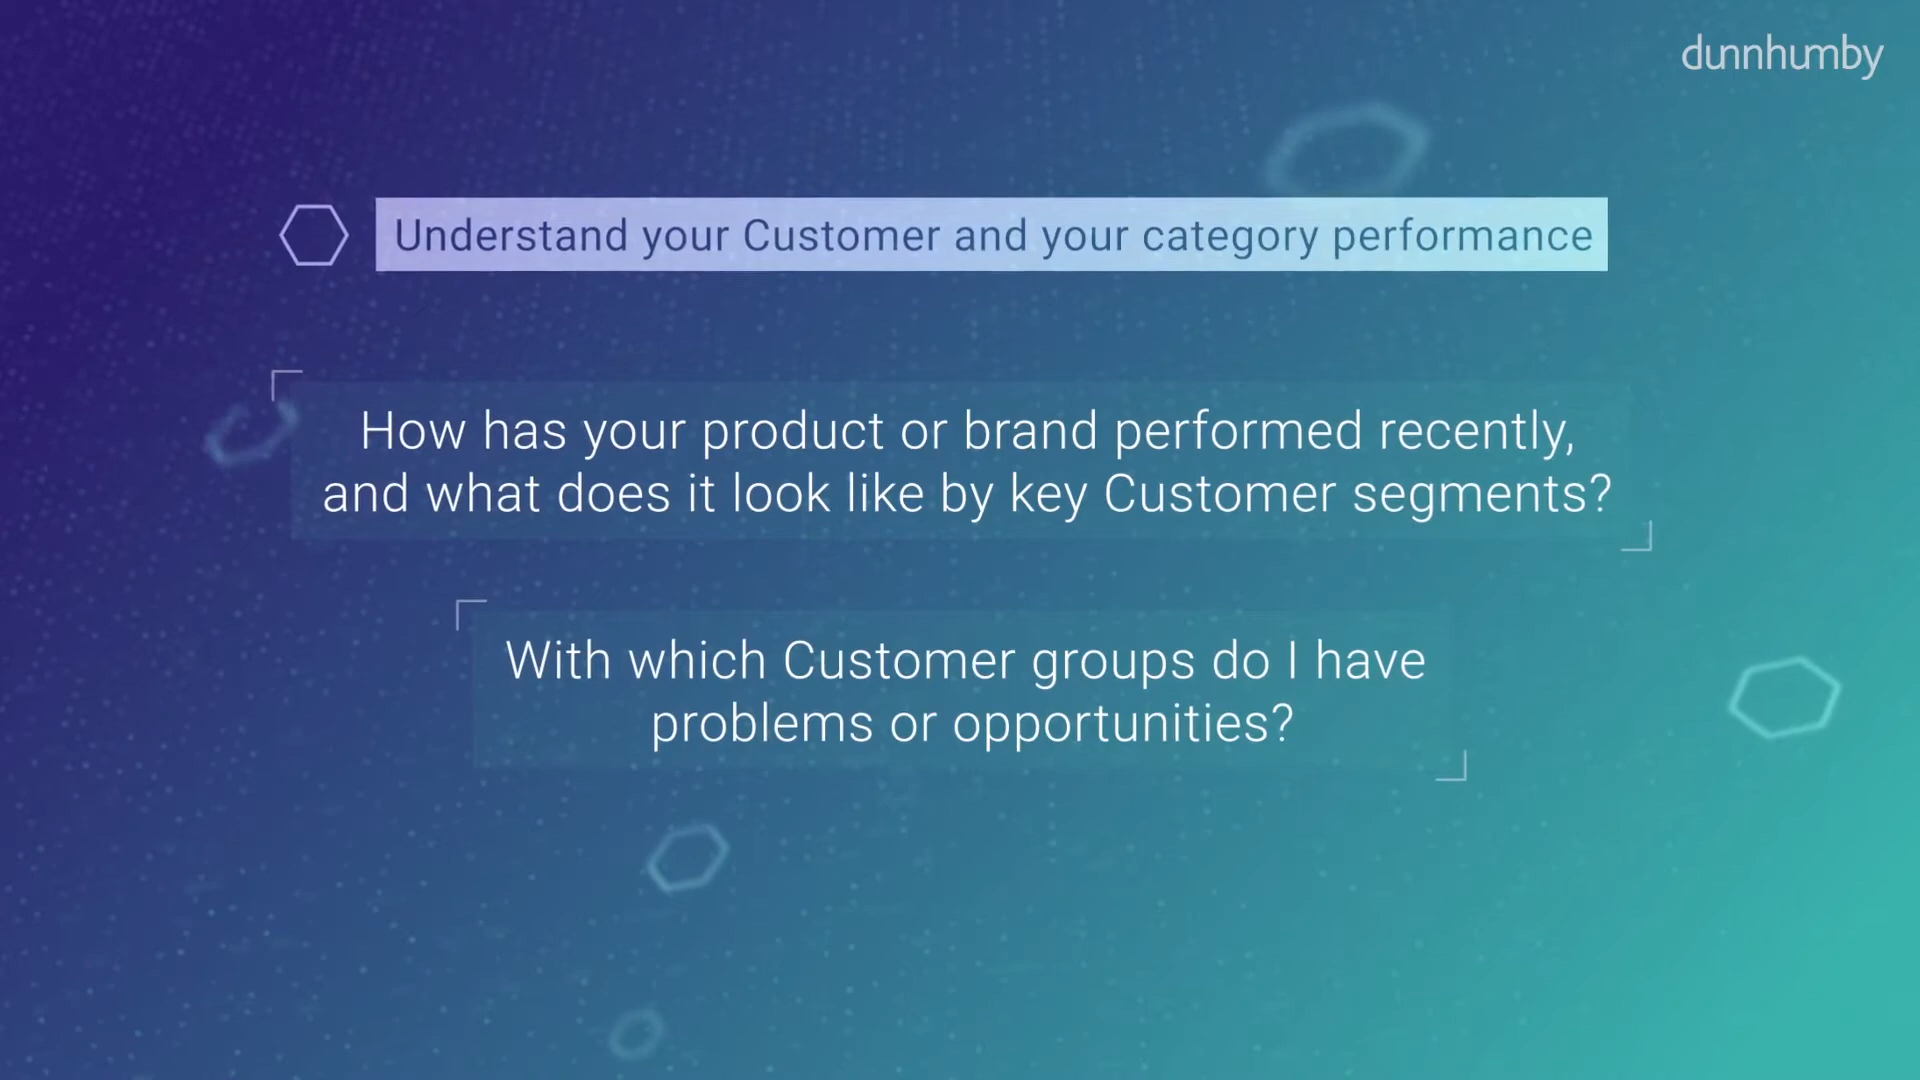 dunnhumby
Understand your Customer and your category performance
How has your product or brand performed recently,
and what does it look like by key Customer segments?
With which Customer groups do I have
problems or opportunities?